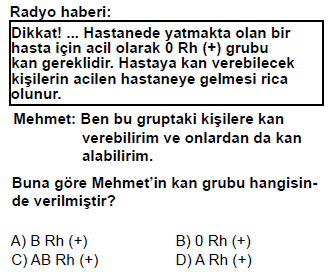 Radyo haberi:
Dikkat! ... Hastanede yatmakta olan bir
hasta için acil olarak 0 Rh (+) grubu
kan gereklidir. Hastaya kan verebilecek
kişilerin acilen hastaneye gelmesi rica
olunur.
Mehmet: Ben bu gruptaki kişilere kan
verebilirim ve onlardan da kan
alabilirim.
Buna göre Mehmet'in kan grubu hangisin-
de verilmiştir?
A) B Rh (+) B) 0 Rh (+)
C) AB Rh (+) D) A Rh (+)